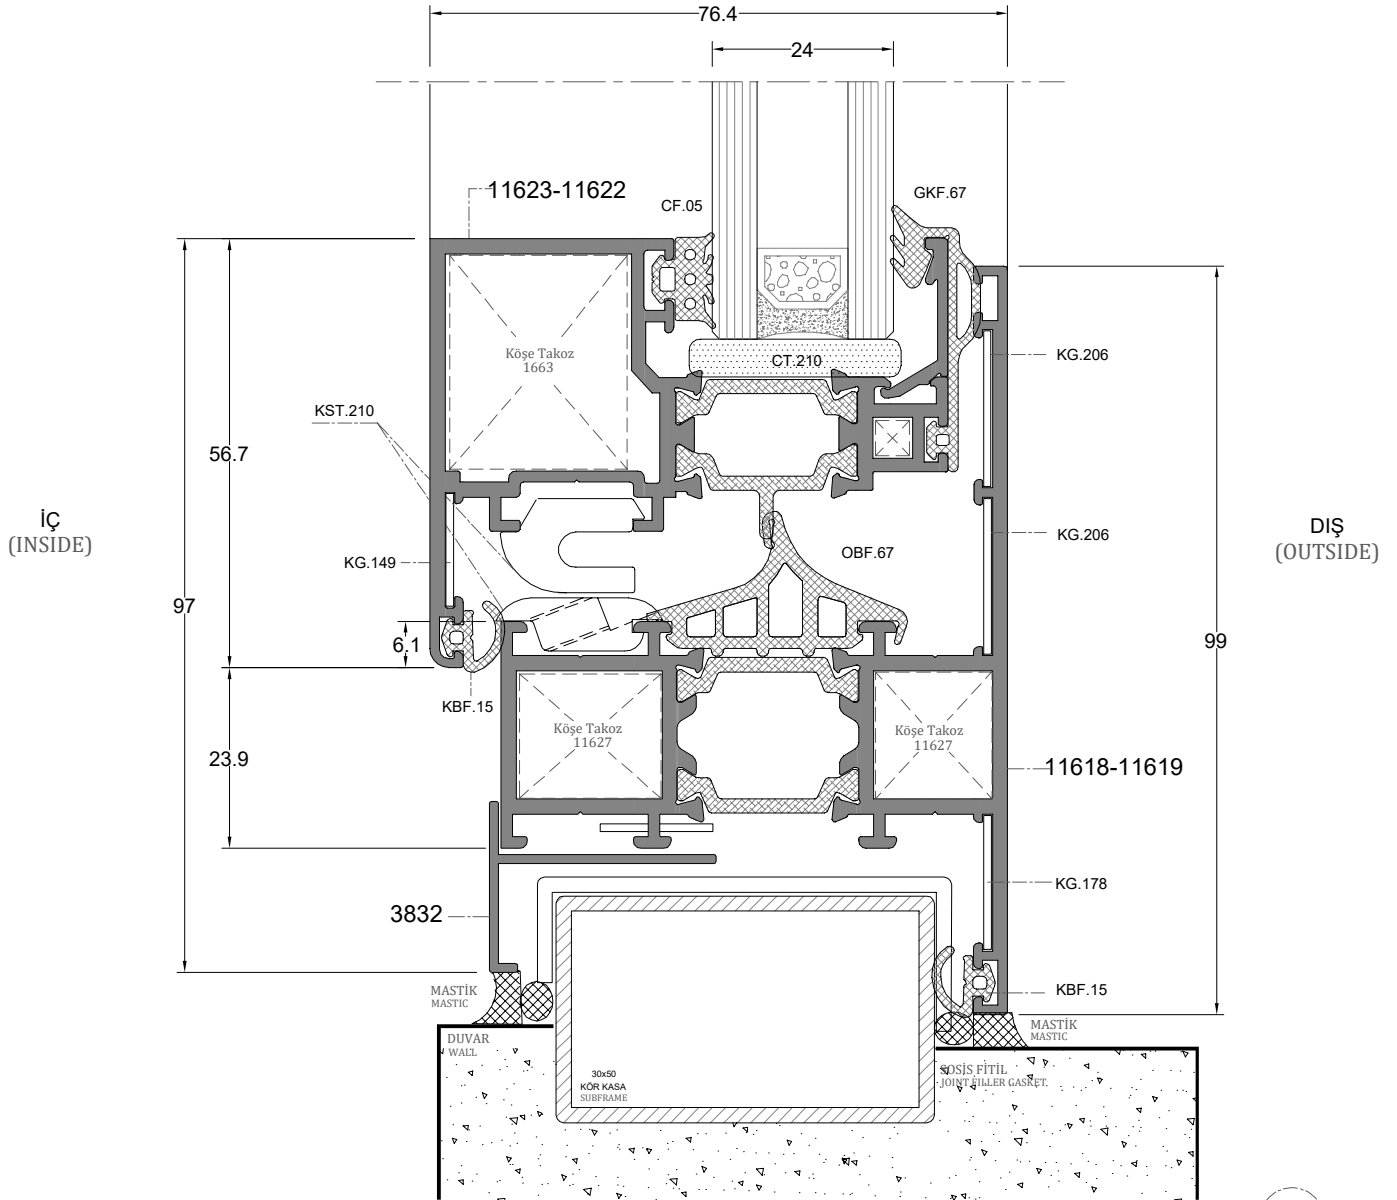 76.4
24
11623-11622
CF.05
GKF.67
Köşe Takoz
1663
CT.210
KG.206
KST.210
56.7
İÇ
(INSIDE)
KG.149
OBF.67
KG.206
DIŞ
(OUTSIDE)
97
6.1
99
KBF.15
Köşe Takoz
11627
Köşe Takoz
11627
23.9
11618-11619
3832
KG.178
MASTİK
MASTIC
KBF.15
MASTİK
MASTIC
DUVAR
WALL
30x50
KÖR KASA
SUBFRAME
SOSİS FİTİL
JOINT FILLER GASKET.